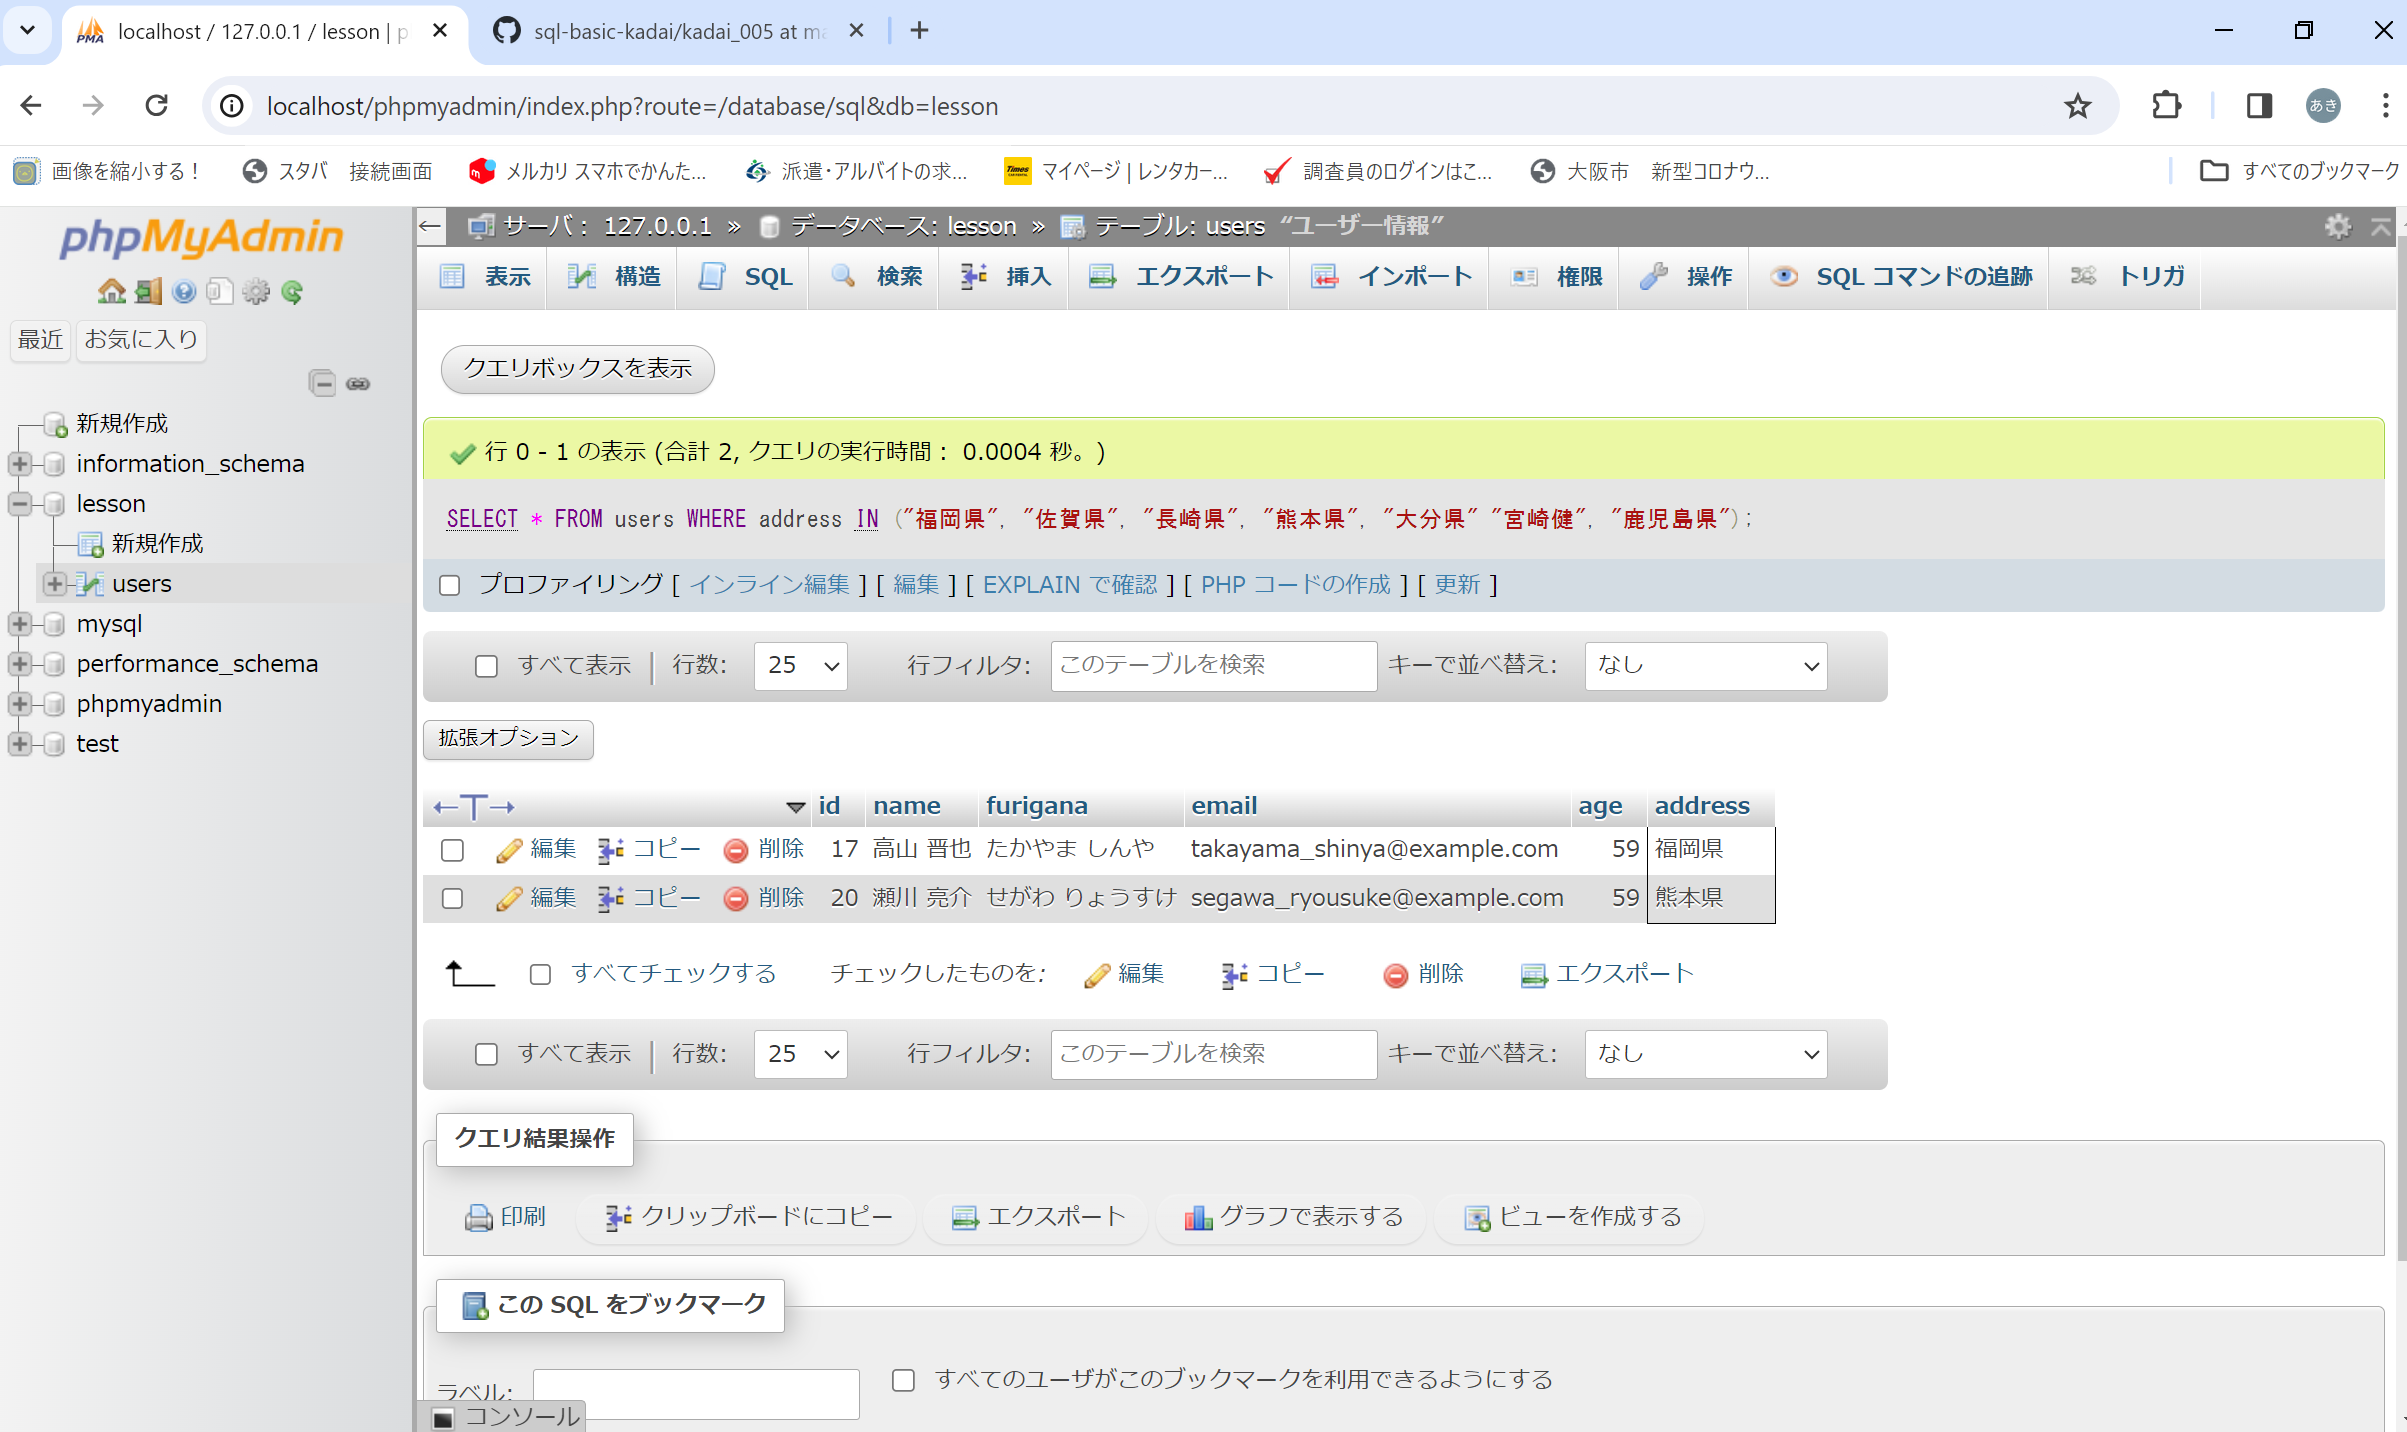 localhost / 127.0.0.1 / lesson | p
sql-basic-kadai/kadai_005 at ma
localhost/phpmyadmin/index.php?route=/database/sql&db=lesson
あき
画像を縮小する！ スタバ 接続画面 メルカリ スマホでかんた... 派遣・アルバイトの求... マイページ | レンタカー... 調査員のログインはこ... 大阪市 新型コロナウ... すべてのブックマーク
phpMyAdmin
最近 お気に入り
新規作成
information_schema
lesson
新規作成
users
mysql
performance_schema
phpmyadmin
test
サーバ： 127.0.0.1 » データベース: lesson » テーブル: users “ユーザー情報”
表示 構造 SQL 検索 挿入 エクスポート インポート 権限 操作 SQL コマンドの追跡 トリガ
クエリボックスを表示
行 0 - 1 の表示 (合計 2, クエリの実行時間： 0.0004 秒。)
SELECT * FROM users WHERE address IN ("福岡県", "佐賀県", "長崎県", "熊本県", "大分県" "宮崎健", "鹿児島県");
プロファイリング [ インライン編集 ] [ 編集 ] [ EXPLAIN で確認 ] [ PHP コードの作成 ] [ 更新 ]
すべて表示 行数: 25 行フィルタ: このテーブルを検索 キーで並べ替え: なし
拡張オプション
←T→ id name furigana email age address
編集 コピー 削除 17 高山 晋也 たかやま しんや takayama_shinya@example.com 59 福岡県
編集 コピー 削除 20 瀬川 亮介 せがわ りょうすけ segawa_ryousuke@example.com 59 熊本県
すべてチェックする チェックしたものを: 編集 コピー 削除 エクスポート
すべて表示 行数: 25 行フィルタ: このテーブルを検索 キーで並べ替え: なし
クエリ結果操作
印刷 クリップボードにコピー エクスポート グラフで表示する ビューを作成する
この SQL をブックマーク
ラベル: すべてのユーザがこのブックマークを利用できるようにする
コンソール